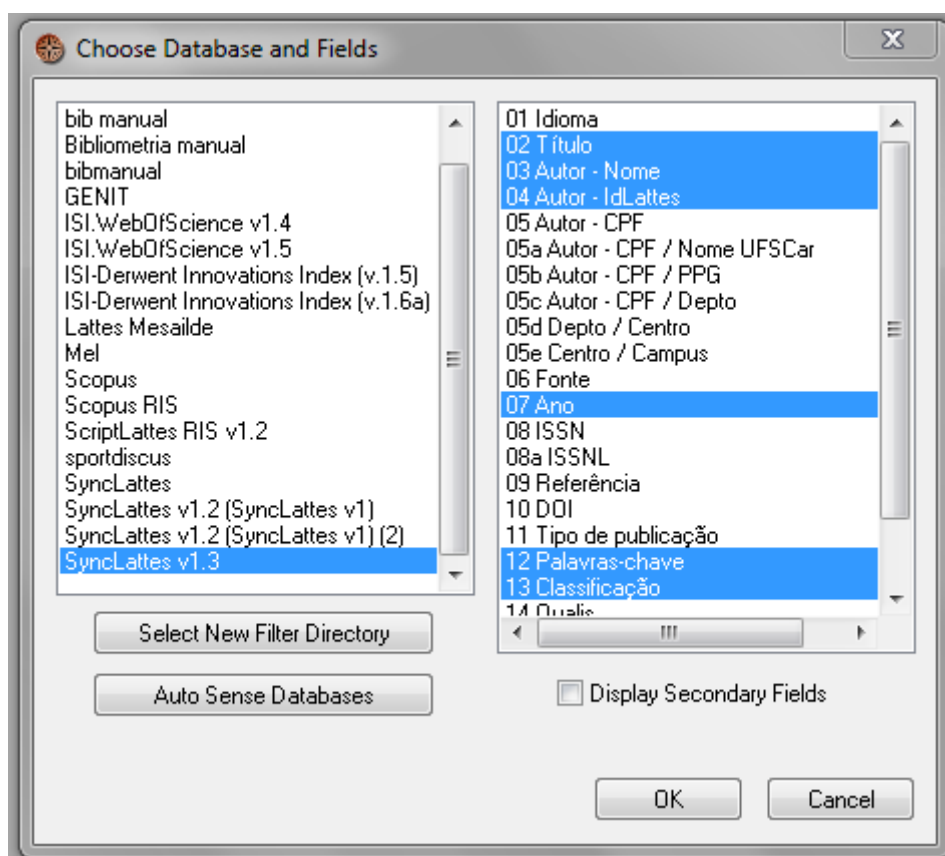 Choose Database and Fields
bib manual
Bibliometria manual
bibmanual
GENIT
ISI.WebOfScience v1.4
ISI.WebOfScience v1.5
ISI-Derwent Innovations Index (v.1.5)
ISI-Derwent Innovations Index (v.1.6a)
Lattes Mesailde
Mel
Scopus
Scopus RIS
ScriptLattes RIS v1.2
sportdiscus
SyncLattes
SyncLattes v1.2 (SyncLattes v1)
SyncLattes v1.2 (SyncLattes v1) (2)
SyncLattes v1.3
01 Idioma
02 Título
03 Autor - Nome
04 Autor - IdLattes
05 Autor - CPF
05a Autor - CPF / Nome UFSCar
05b Autor - CPF / PPG
05c Autor - CPF / Depto
05d Depto / Centro
05e Centro / Campus
06 Fonte
07 Ano
08 ISSN
08a ISSNL
09 Referência
10 DOI
11 Tipo de publicação
12 Palavras-chave
13 Classificação
14 Qualis
Select New Filter Directory
Auto Sense Databases
Display Secondary Fields
OK
Cancel